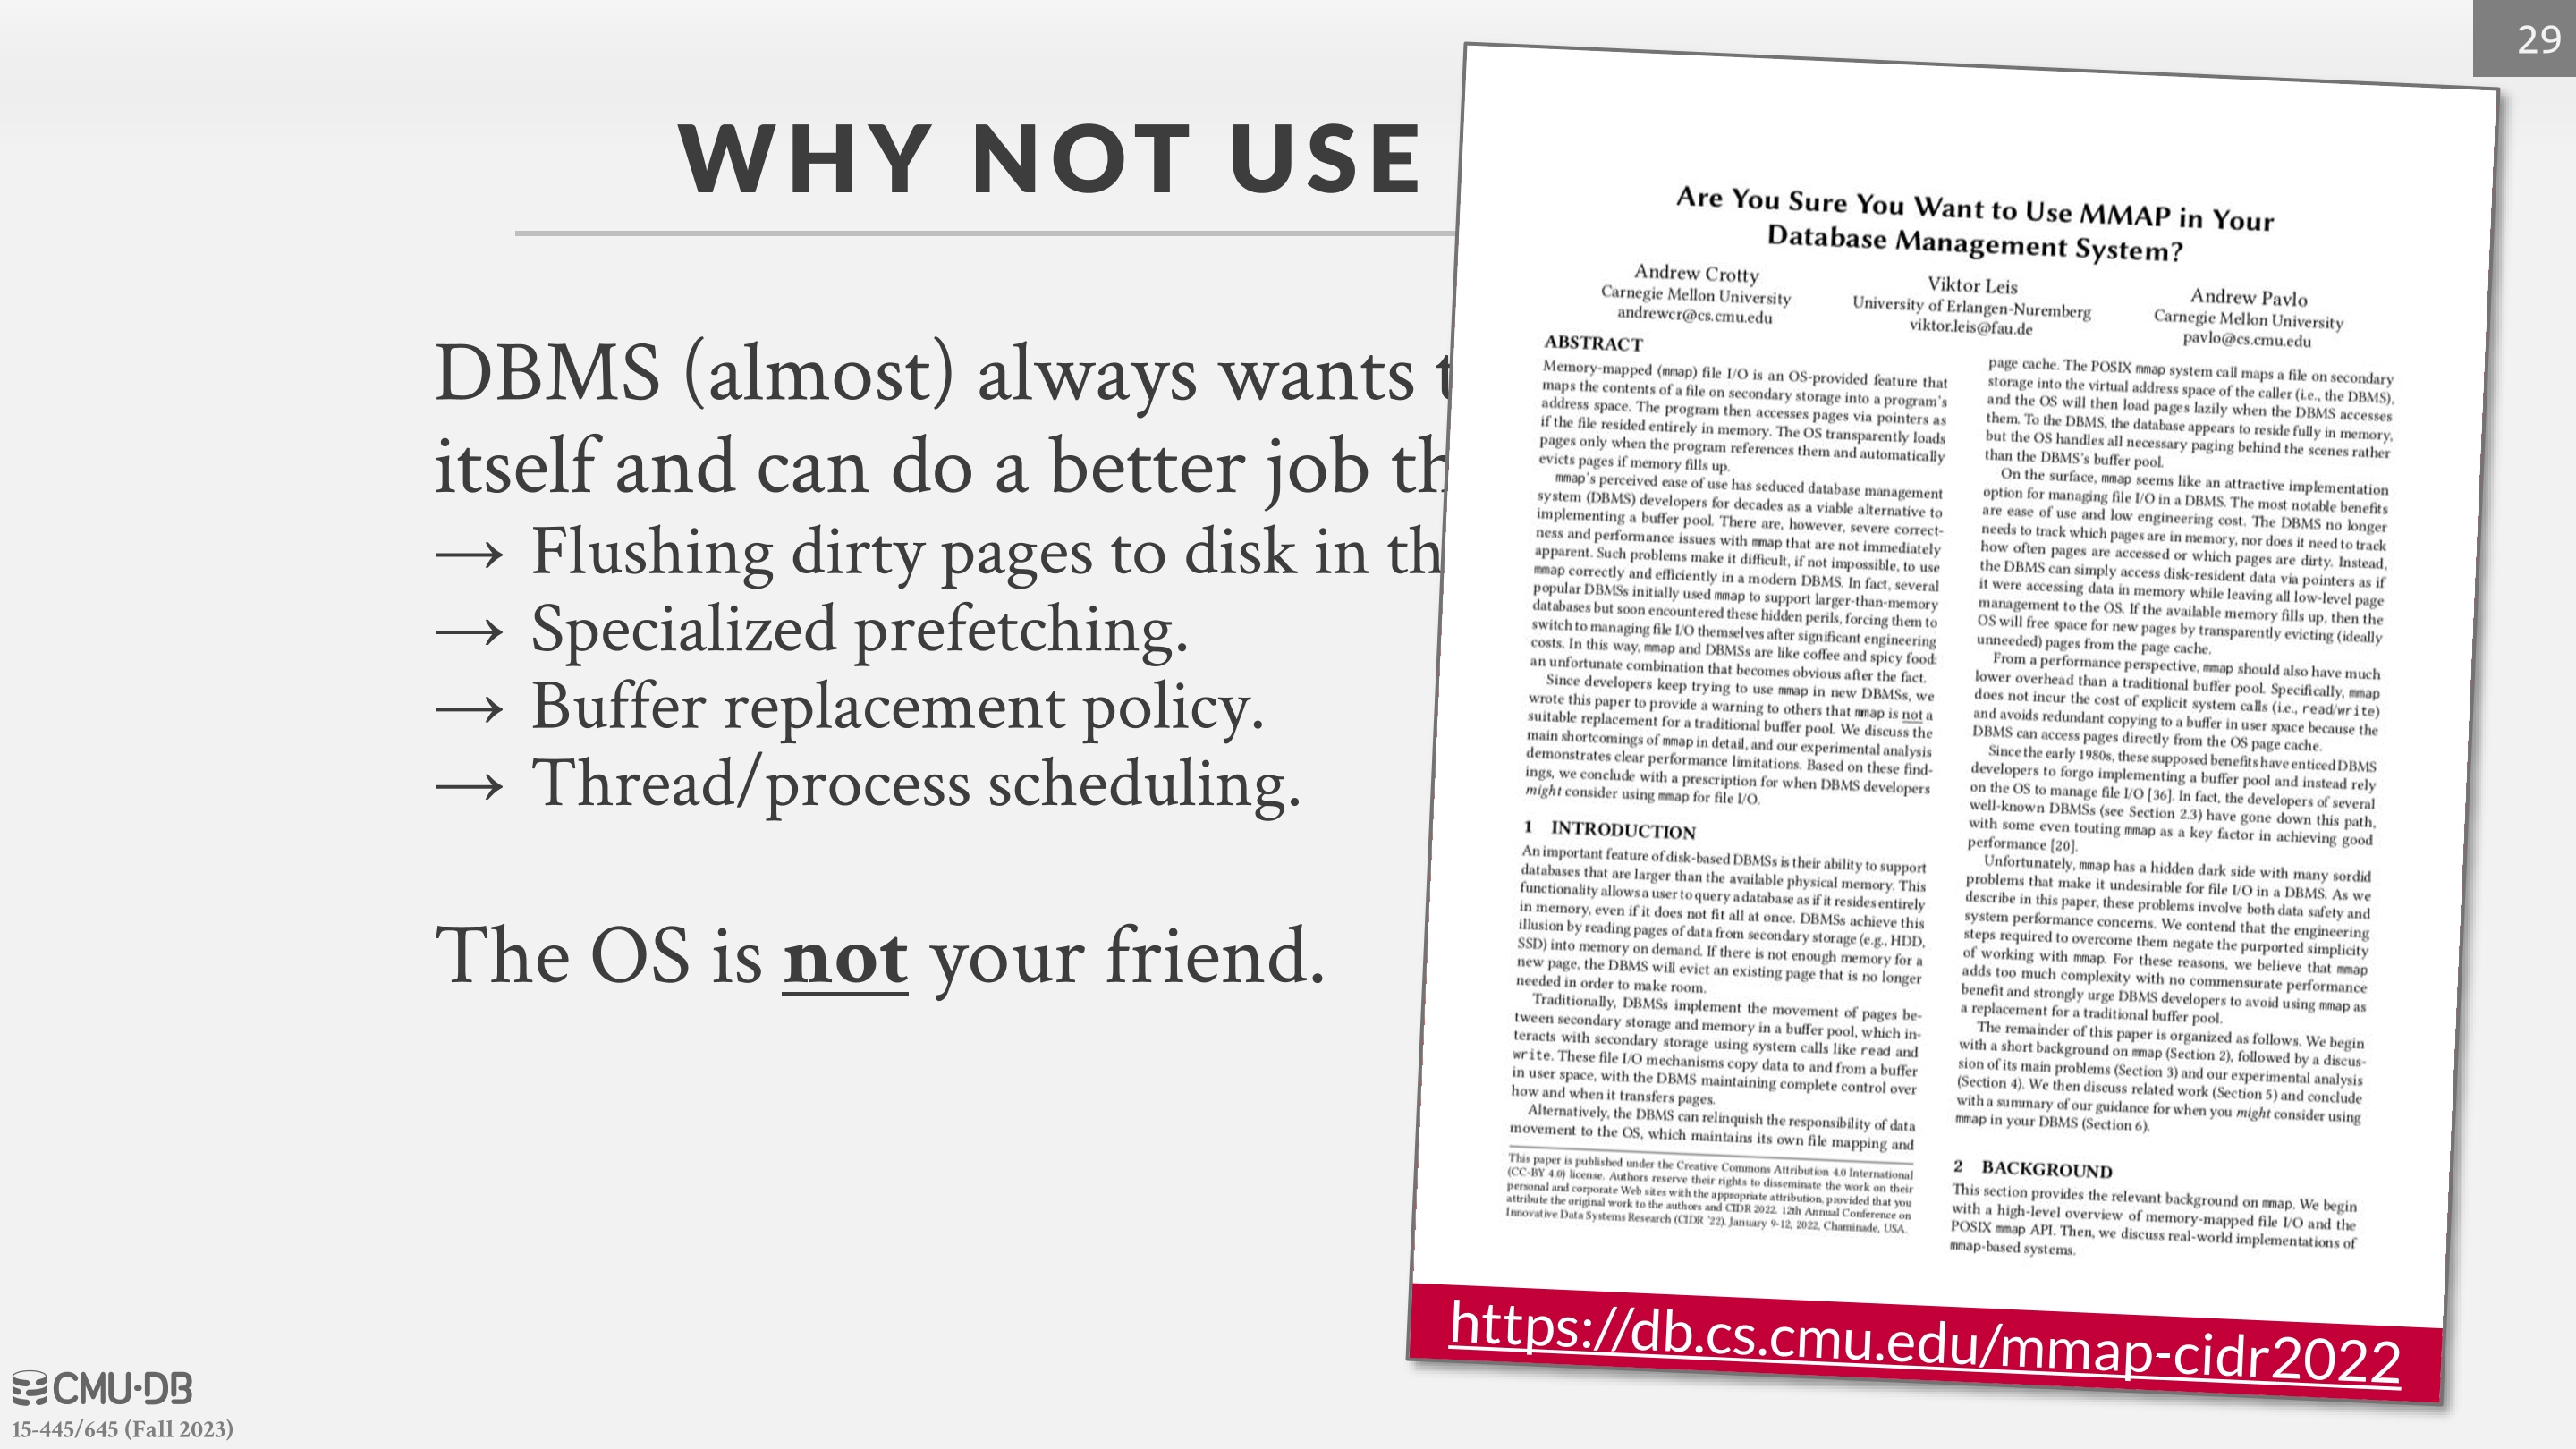 29
WHY NOT USE
DBMS (almost) always wants t
itself and can do a better job th
→ Flushing dirty pages to disk in th
→ Specialized prefetching.
→ Buffer replacement policy.
→ Thread/process scheduling.
The OS is not your friend.
Are You Sure You Want to Use MMAP in Your
Database Management System?
Andrew Crotty
Carnegie Mellon University
andrewcr@cs.cmu.edu
Viktor Leis
University of Erlangen-Nuremberg
viktor.leis@fau.de
Andrew Pavlo
Carnegie Mellon University
pavlo@cs.cmu.edu
ABSTRACT
Memory-mapped (mmap) file I/O is an OS-provided feature that
maps the contents of a file on secondary storage into a program's
address space. The program then accesses pages via pointers as
if the file resided entirely in memory. The OS transparently loads
pages only when the program references them and automatically
evicts pages if memory fills up.
mmap's perceived ease of use has seduced database management
system (DBMS) developers for decades as a viable alternative to
implementing a buffer pool. There are, however, severe correct-
ness and performance issues with mmap that are not immediately
apparent. Such problems make it difficult, if not impossible, to use
mmap correctly and efficiently in a modern DBMS. In fact, several
popular DBMSs initially used mmap to support larger-than-memory
databases but soon encountered these hidden perils, forcing them to
switch to managing file I/O themselves after significant engineering
costs. In this way, mmap and DBMSs are like coffee and spicy food:
an unfortunate combination that becomes obvious after the fact.
Since developers keep trying to use mmap in new DBMSs, we
wrote this paper to provide a warning to others that mmap is not a
suitable replacement for a traditional buffer pool. We discuss the
main shortcomings of mmap in detail, and our experimental analysis
demonstrates clear performance limitations. Based on these find-
ings, we conclude with a prescription for when DBMS developers
might consider using mmap for file I/O.
1 INTRODUCTION
An important feature of disk-based DBMSs is their ability to support
databases that are larger than the available physical memory. This
functionality allows a user to query a database as if it resides entirely
in memory, even if it does not fit all at once. DBMSs achieve this
illusion by reading pages of data from secondary storage (e.g., HDD,
SSD) into memory on demand. If there is not enough memory for a
new page, the DBMS will evict an existing page that is no longer
needed in order to make room.
Traditionally, DBMSs implement the movement of pages be-
tween secondary storage and memory in a buffer pool, which in-
teracts with secondary storage using system calls like read and
write. These file I/O mechanisms copy data to and from a buffer
in user space, with the DBMS maintaining complete control over
how and when it transfers pages.
Alternatively, the DBMS can relinquish the responsibility of data
movement to the OS, which maintains its own file mapping and
This paper is published under the Creative Commons Attribution 4.0 International
(CC-BY 4.0) license. Authors reserve their rights to disseminate the work on their
personal and corporate Web sites with the appropriate attribution, provided that you
attribute the original work to the authors and CIDR 2022. 12th Annual Conference on
Innovative Data Systems Research (CIDR '22). January 9-12, 2022, Chaminade, USA.
page cache. The POSIX mmap system call maps a file on secondary
storage into the virtual address space of the caller (i.e., the DBMS),
and the OS will then load pages lazily when the DBMS accesses
them. To the DBMS, the database appears to reside fully in memory,
but the OS handles all necessary paging behind the scenes rather
than the DBMS's buffer pool.
On the surface, mmap seems like an attractive implementation
option for managing file I/O in a DBMS. The most notable benefits
are ease of use and low engineering cost. The DBMS no longer
needs to track which pages are in memory, nor does it need to track
how often pages are accessed or which pages are dirty. Instead,
the DBMS can simply access disk-resident data via pointers as if
it were accessing data in memory while leaving all low-level page
management to the OS. If the available memory fills up, then the
OS will free space for new pages by transparently evicting (ideally
unneeded) pages from the page cache.
From a performance perspective, mmap should also have much
lower overhead than a traditional buffer pool. Specifically, mmap
does not incur the cost of explicit system calls (i.e., read/write)
and avoids redundant copying to a buffer in user space because the
DBMS can access pages directly from the OS page cache.
Since the early 1980s, these supposed benefits have enticed DBMS
developers to forgo implementing a buffer pool and instead rely
on the OS to manage file I/O [36]. In fact, the developers of several
well-known DBMSs (see Section 2.3) have gone down this path,
with some even touting mmap as a key factor in achieving good
performance [20].
Unfortunately, mmap has a hidden dark side with many sordid
problems that make it undesirable for file I/O in a DBMS. As we
describe in this paper, these problems involve both data safety and
system performance concerns. We contend that the engineering
steps required to overcome them negate the purported simplicity
of working with mmap. For these reasons, we believe that mmap
adds too much complexity with no commensurate performance
benefit and strongly urge DBMS developers to avoid using mmap as
a replacement for a traditional buffer pool.
The remainder of this paper is organized as follows. We begin
with a short background on mmap (Section 2), followed by a discus-
sion of its main problems (Section 3) and our experimental analysis
(Section 4). We then discuss related work (Section 5) and conclude
with a summary of our guidance for when you might consider using
mmap in your DBMS (Section 6).
2 BACKGROUND
This section provides the relevant background on mmap. We begin
with a high-level overview of memory-mapped file I/O and the
POSIX mmap API. Then, we discuss real-world implementations of
mmap-based systems.
https://db.cs.cmu.edu/mmap-cidr2022
CMU·DB
15-445/645 (Fall 2023)